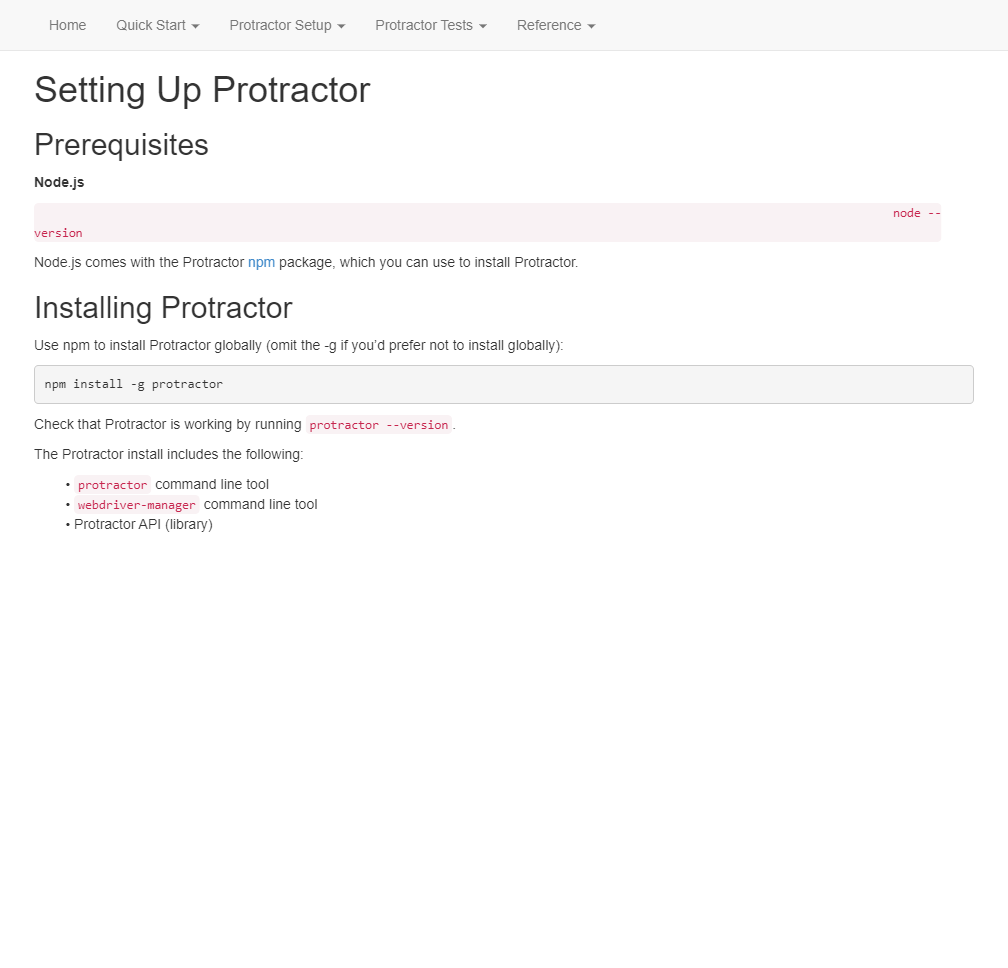 Home Quick Start Protractor Setup Protractor Tests Reference
Setting Up Protractor
Prerequisites
Node.js
node --
version
Node.js comes with the Protractor npm package, which you can use to install Protractor.
Installing Protractor
Use npm to install Protractor globally (omit the -g if you’d prefer not to install globally):
npm install -g protractor
Check that Protractor is working by running protractor --version.
The Protractor install includes the following:
• protractor command line tool
• webdriver-manager command line tool
• Protractor API (library)